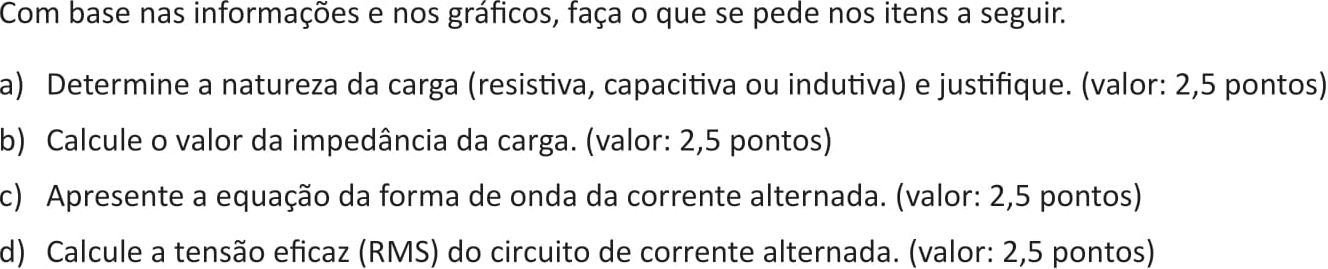 Com base nas informações e nos gráficos, faça o que se pede nos itens a seguir.
a) Determine a natureza da carga (resistiva, capacitiva ou indutiva) e justifique. (valor: 2,5 pontos)
b) Calcule o valor da impedância da carga. (valor: 2,5 pontos)
c) Apresente a equação da forma de onda da corrente alternada. (valor: 2,5 pontos)
d) Calcule a tensão eficaz (RMS) do circuito de corrente alternada. (valor: 2,5 pontos)